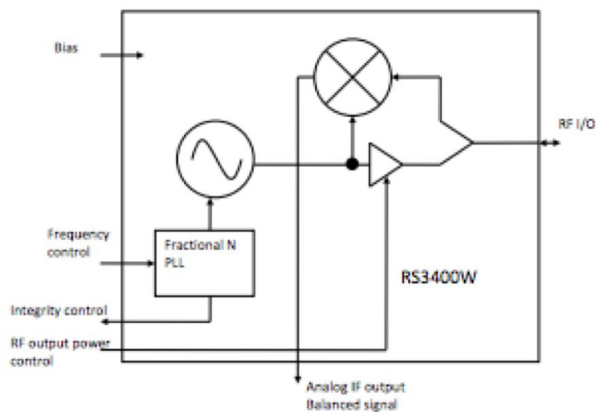 Bias
RF I/O
Frequency
control
Fractional N
PLL
RS3400W
Integrity control
RF output power
control
Analog IF output
Balanced signal